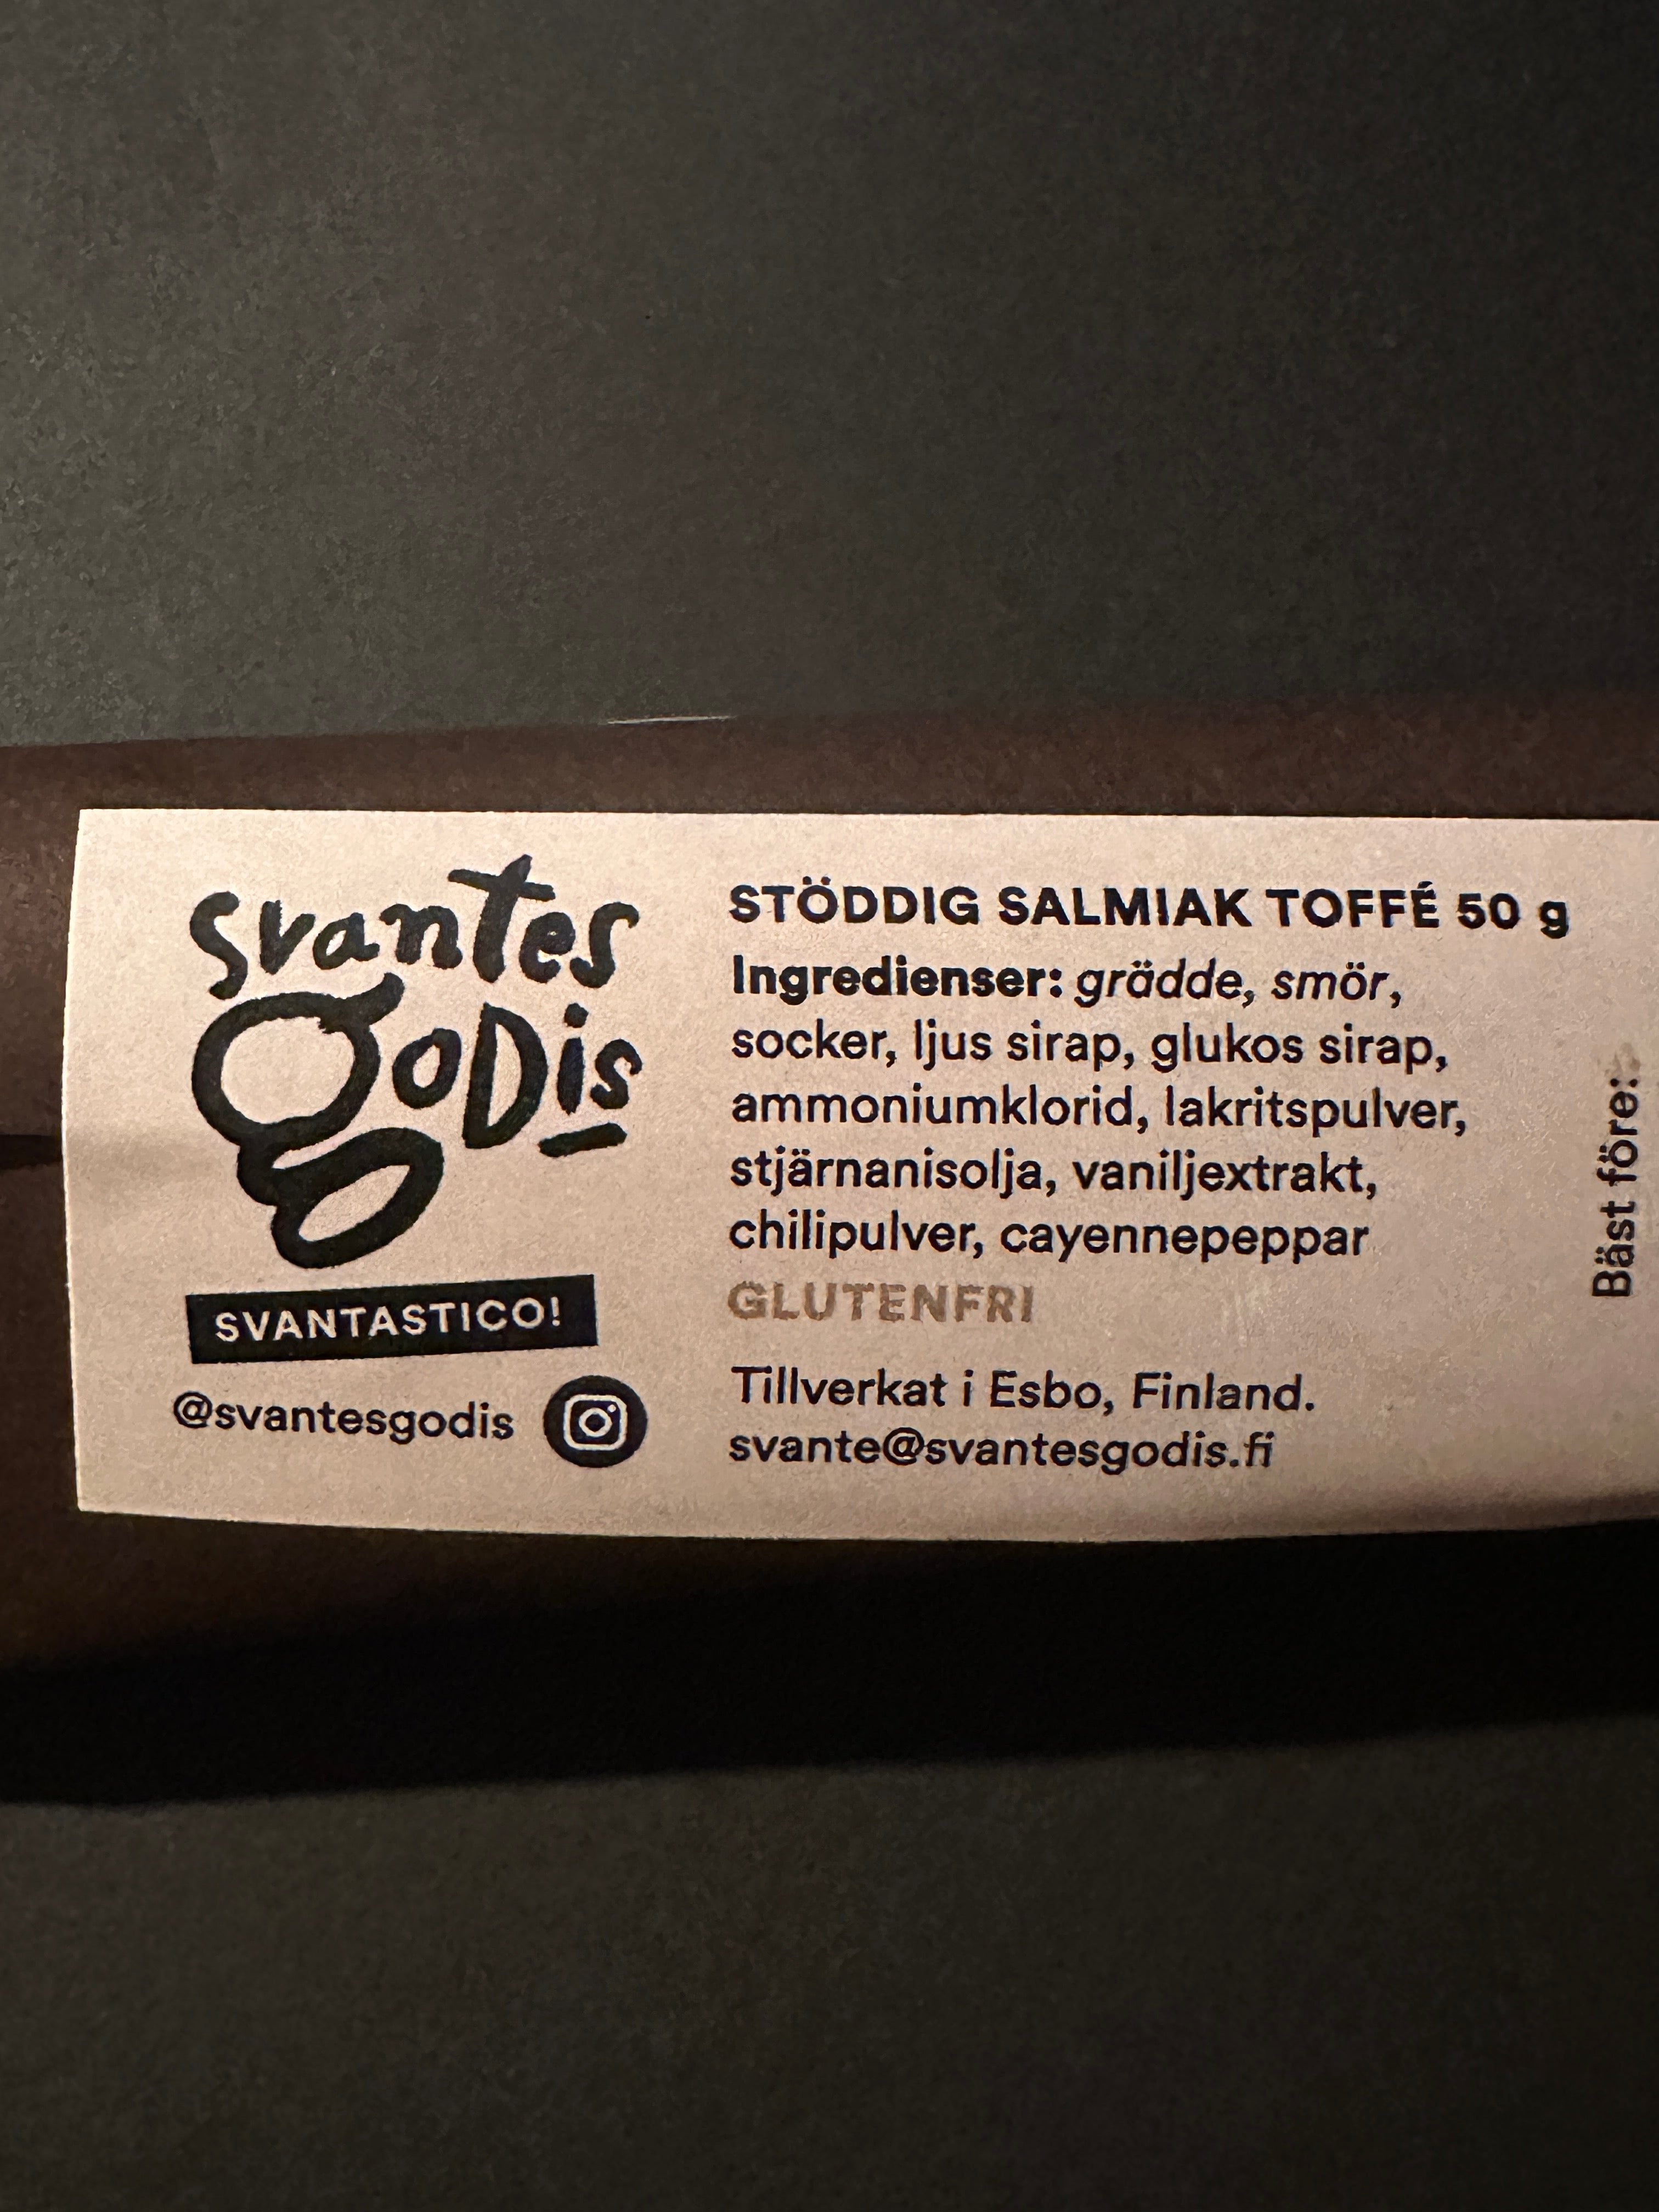 svantes
goDis
SVANTASTICO!
@svantesgodis
STÖDDIG SALMIAK TOFFÉ 50 g
Ingredienser: grädde, smör,
socker, ljus sirap, glukos sirap,
ammoniumklorid, lakritspulver,
stjärnanisolja, vaniljextrakt,
chilipulver, cayennepeppar
GLUTENFRI
Tillverkat i Esbo, Finland.
svante@svantesgodis.fi
Bäst före: